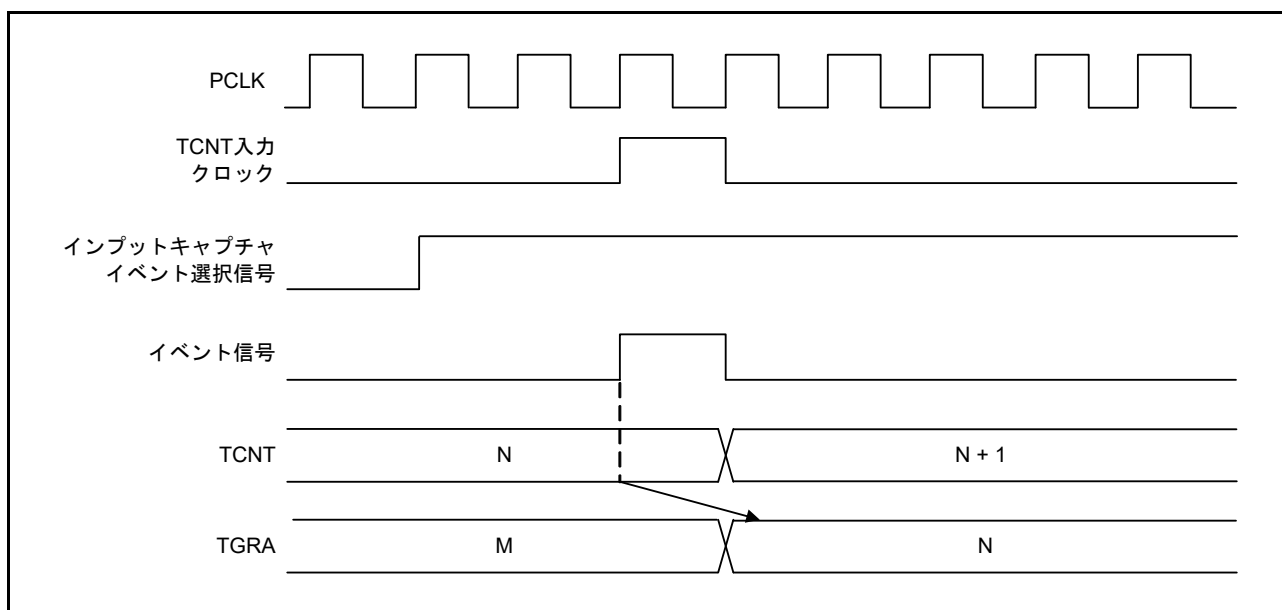 PCLK
TCNT入力
クロック
インプットキャプチャ
イベント選択信号
イベント信号
TCNT
N
N + 1
TGRA
M
N